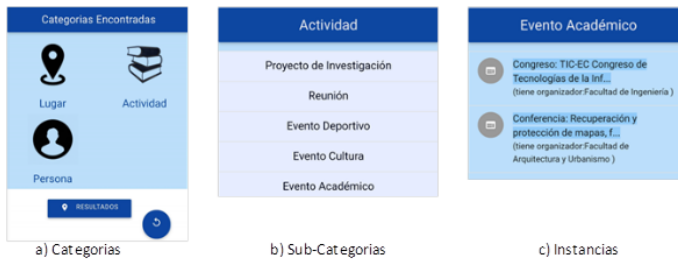 Categorias Encontradas
Lugar
Actividad
Persona
RESULTADOS
a) Categorias
Actividad
Proyecto de Investigación
Reunión
Evento Deportivo
Evento Cultura
Evento Académico
b) Sub-Categorias
Evento Académico
Congreso: TIC-EC Congreso de
Tecnologías de la Inf...
(tiene organizador:Facultad de Ingeniería )
Conferencia: Recuperación y
protección de mapas, f...
(tiene organizador:Facultad de
Arquitectura y Urbanismo )
c) Instancias